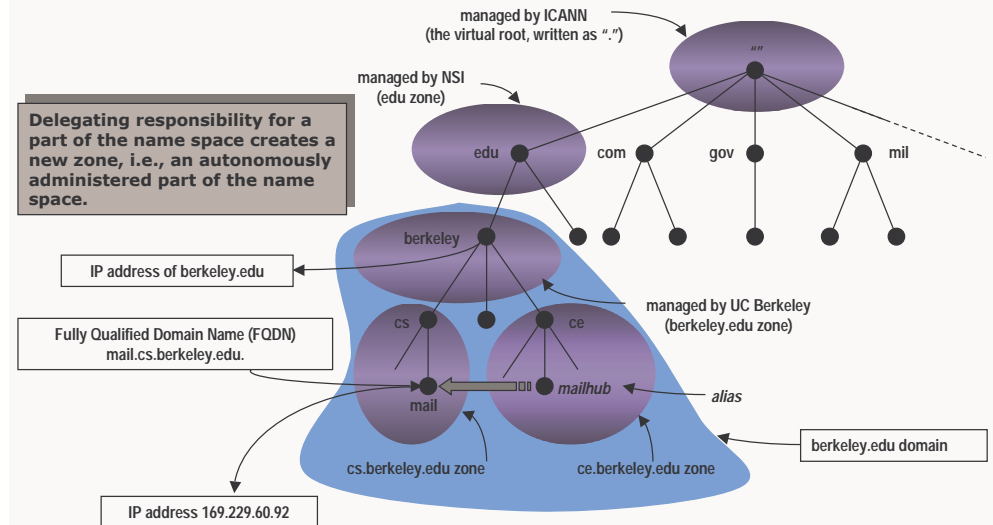 managed by ICANN
(the virtual root, written as “.”)
“”
managed by NSI
(edu zone)
Delegating responsibility for a
part of the name space creates a
new zone, i.e., an autonomously
administered part of the name
space.
edu
com
gov
mil
berkeley
IP address of berkeley.edu
managed by UC Berkeley
(berkeley.edu zone)
cs
ce
Fully Qualified Domain Name (FQDN)
mail.cs.berkeley.edu.
mail
mailhub
alias
berkeley.edu domain
cs.berkeley.edu zone
ce.berkeley.edu zone
IP address 169.229.60.92